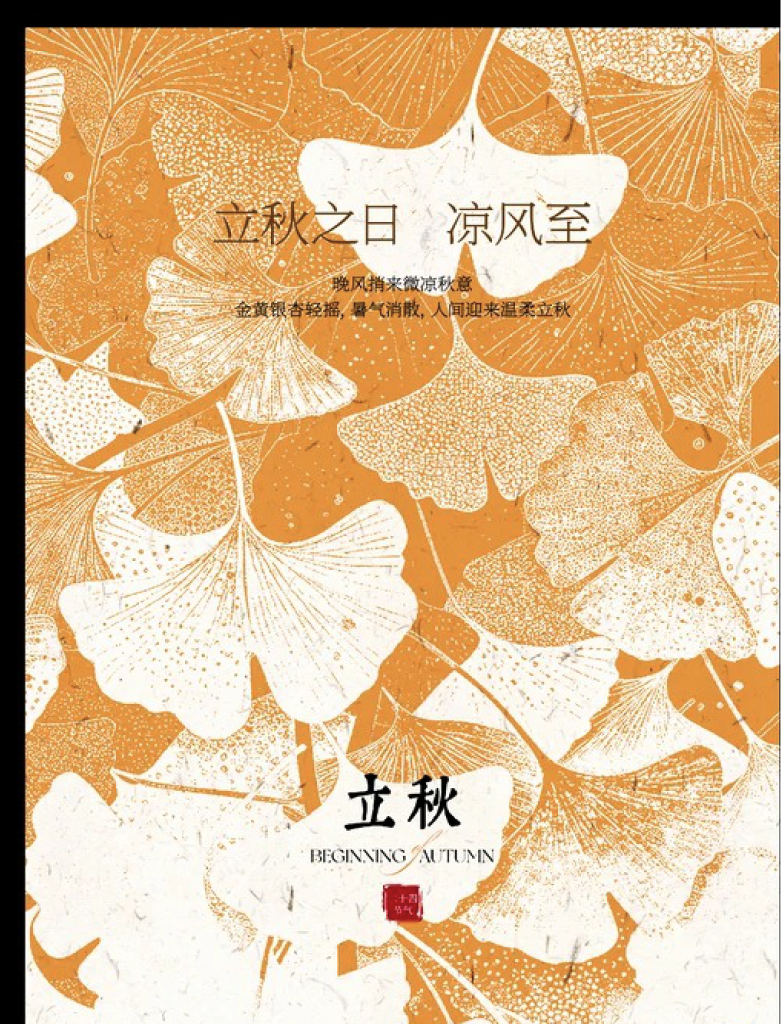 立秋之日 凉风至
晚风捎来微凉秋意
金黄银杏轻摇, 暑气消散, 人间迎来温柔立秋
立秋
BEGINNING of AUTUMN
二十四
节气